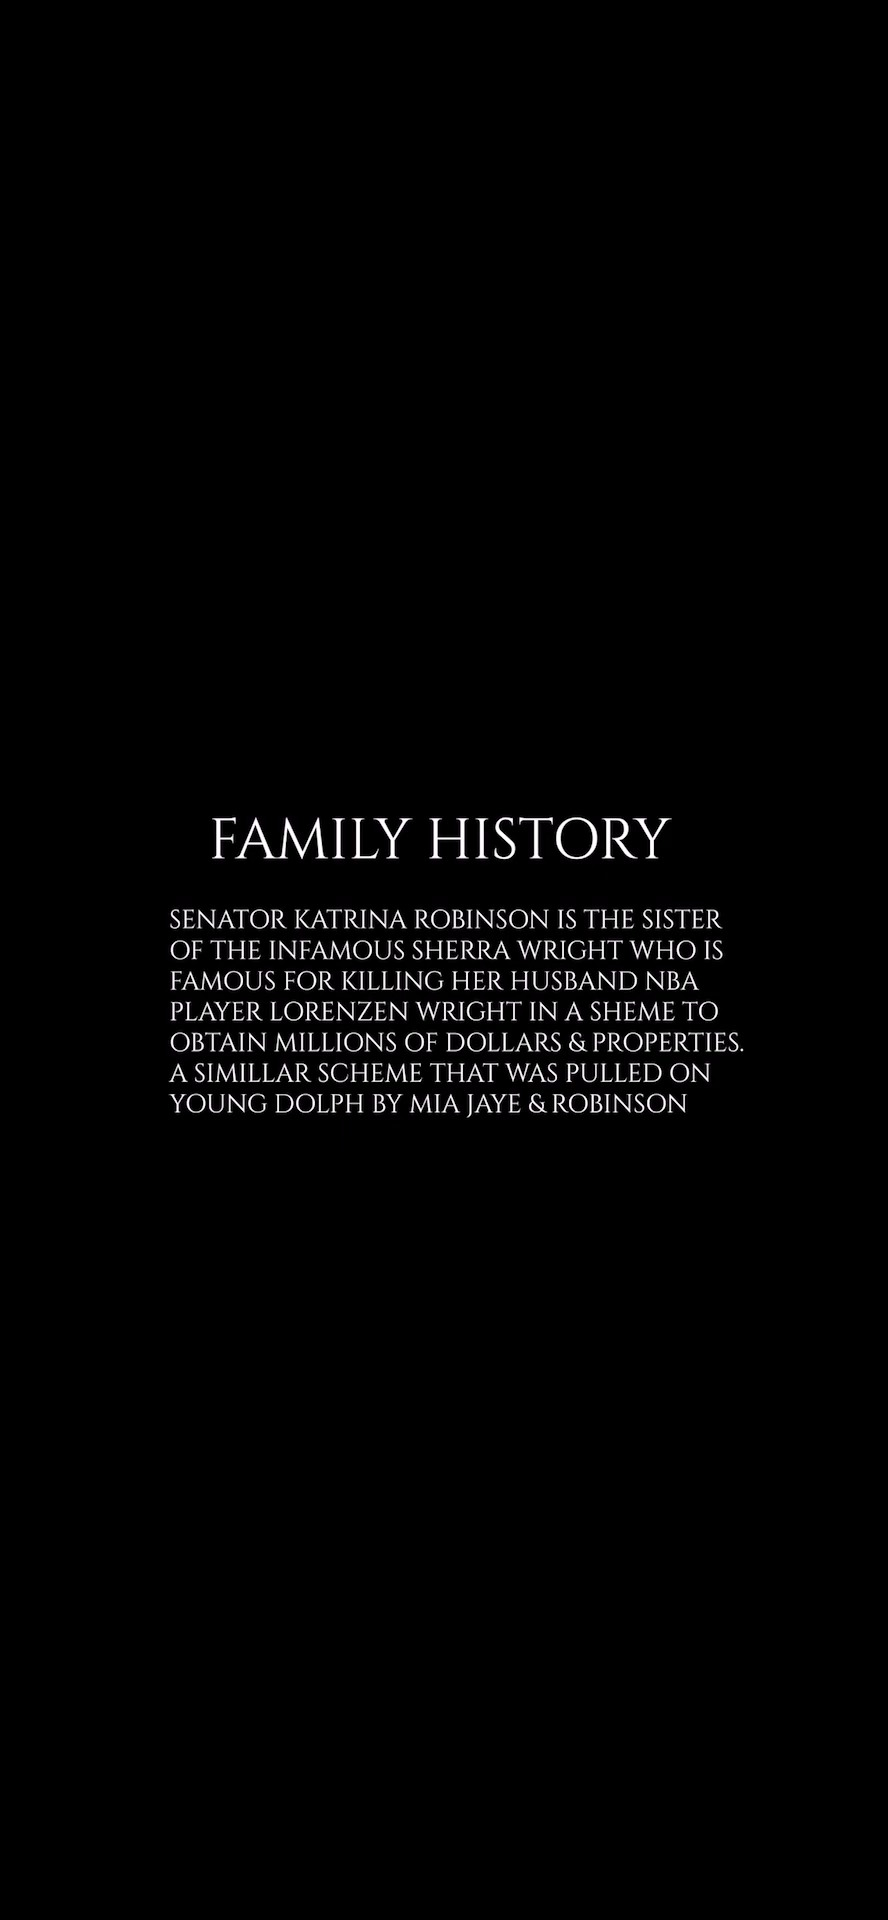 FAMILY HISTORY
SENATOR KATRINA ROBINSON IS THE SISTER
OF THE INFAMOUS SHERRA WRIGHT WHO IS
FAMOUS FOR KILLING HER HUSBAND NBA
PLAYER LORENZEN WRIGHT IN A SHEME TO
OBTAIN MILLIONS OF DOLLARS & PROPERTIES.
A SIMILLAR SCHEME THAT WAS PULLED ON
YOUNG DOLPH BY MIA JAYE & ROBINSON